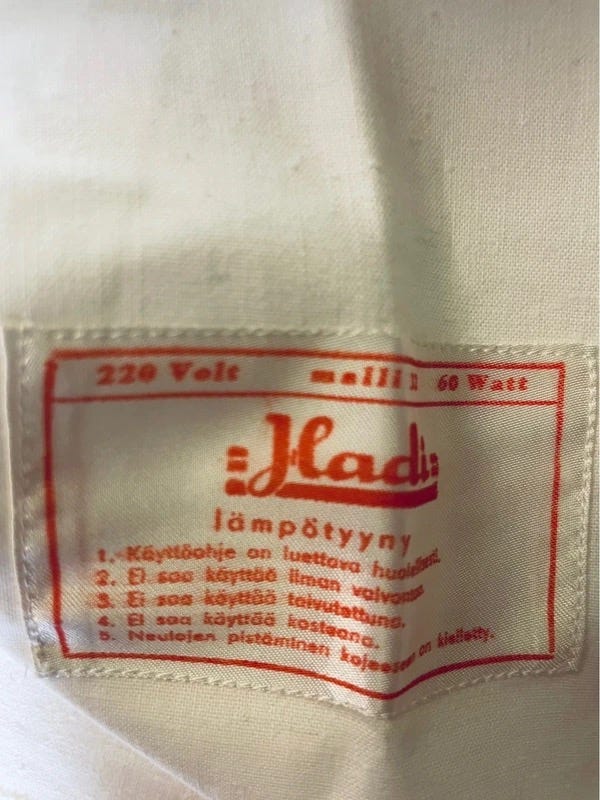 220 Volt malli 60 Watt
Hadi
lämpötyyny
1. Käyttöohje on luettava huolellisesti.
2. Ei saa käyttää ilman valvontaa.
3. Ei saa käyttää taivutettuna.
4. Ei saa käyttää kosteana.
5. Neulojen pistäminen kojeeseen on kielletty.